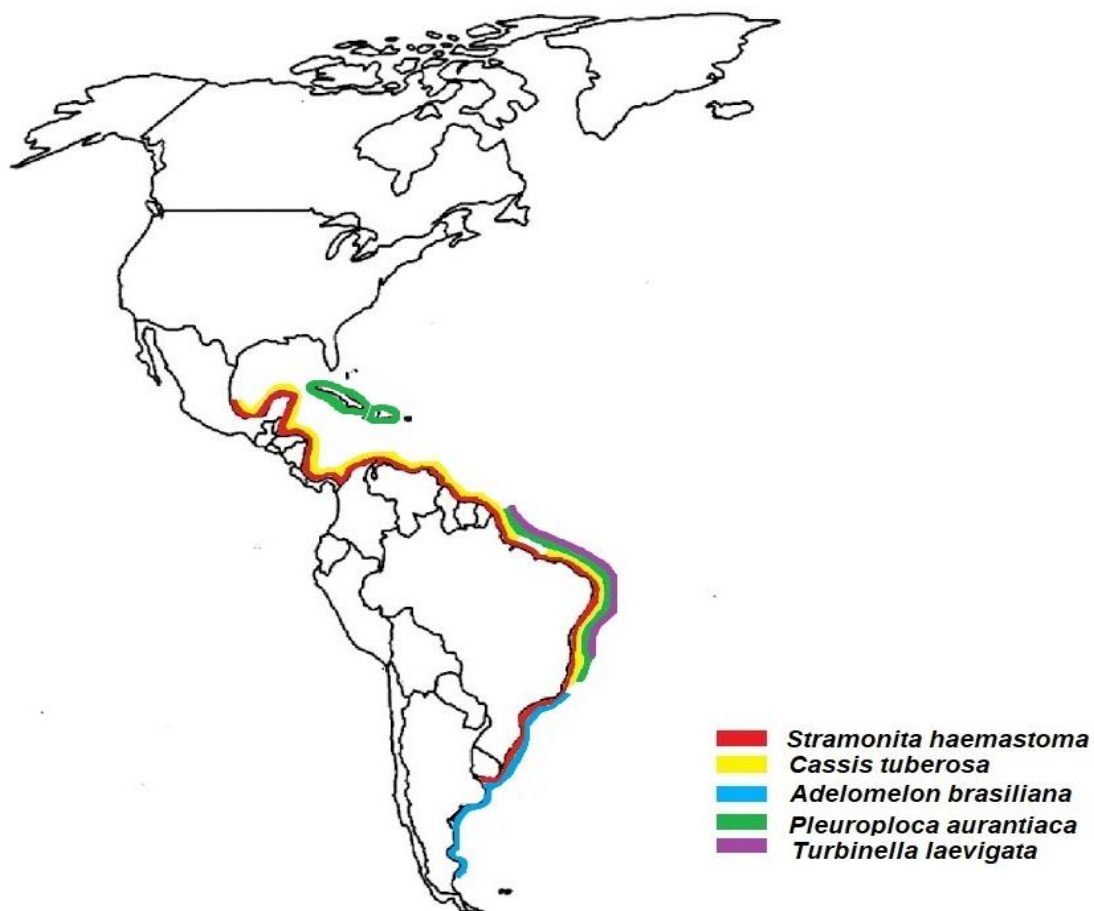 Stramonita haemastoma
Cassis tuberosa
Adelomelon brasiliana
Pleuroploca aurantiaca
Turbinella laevigata